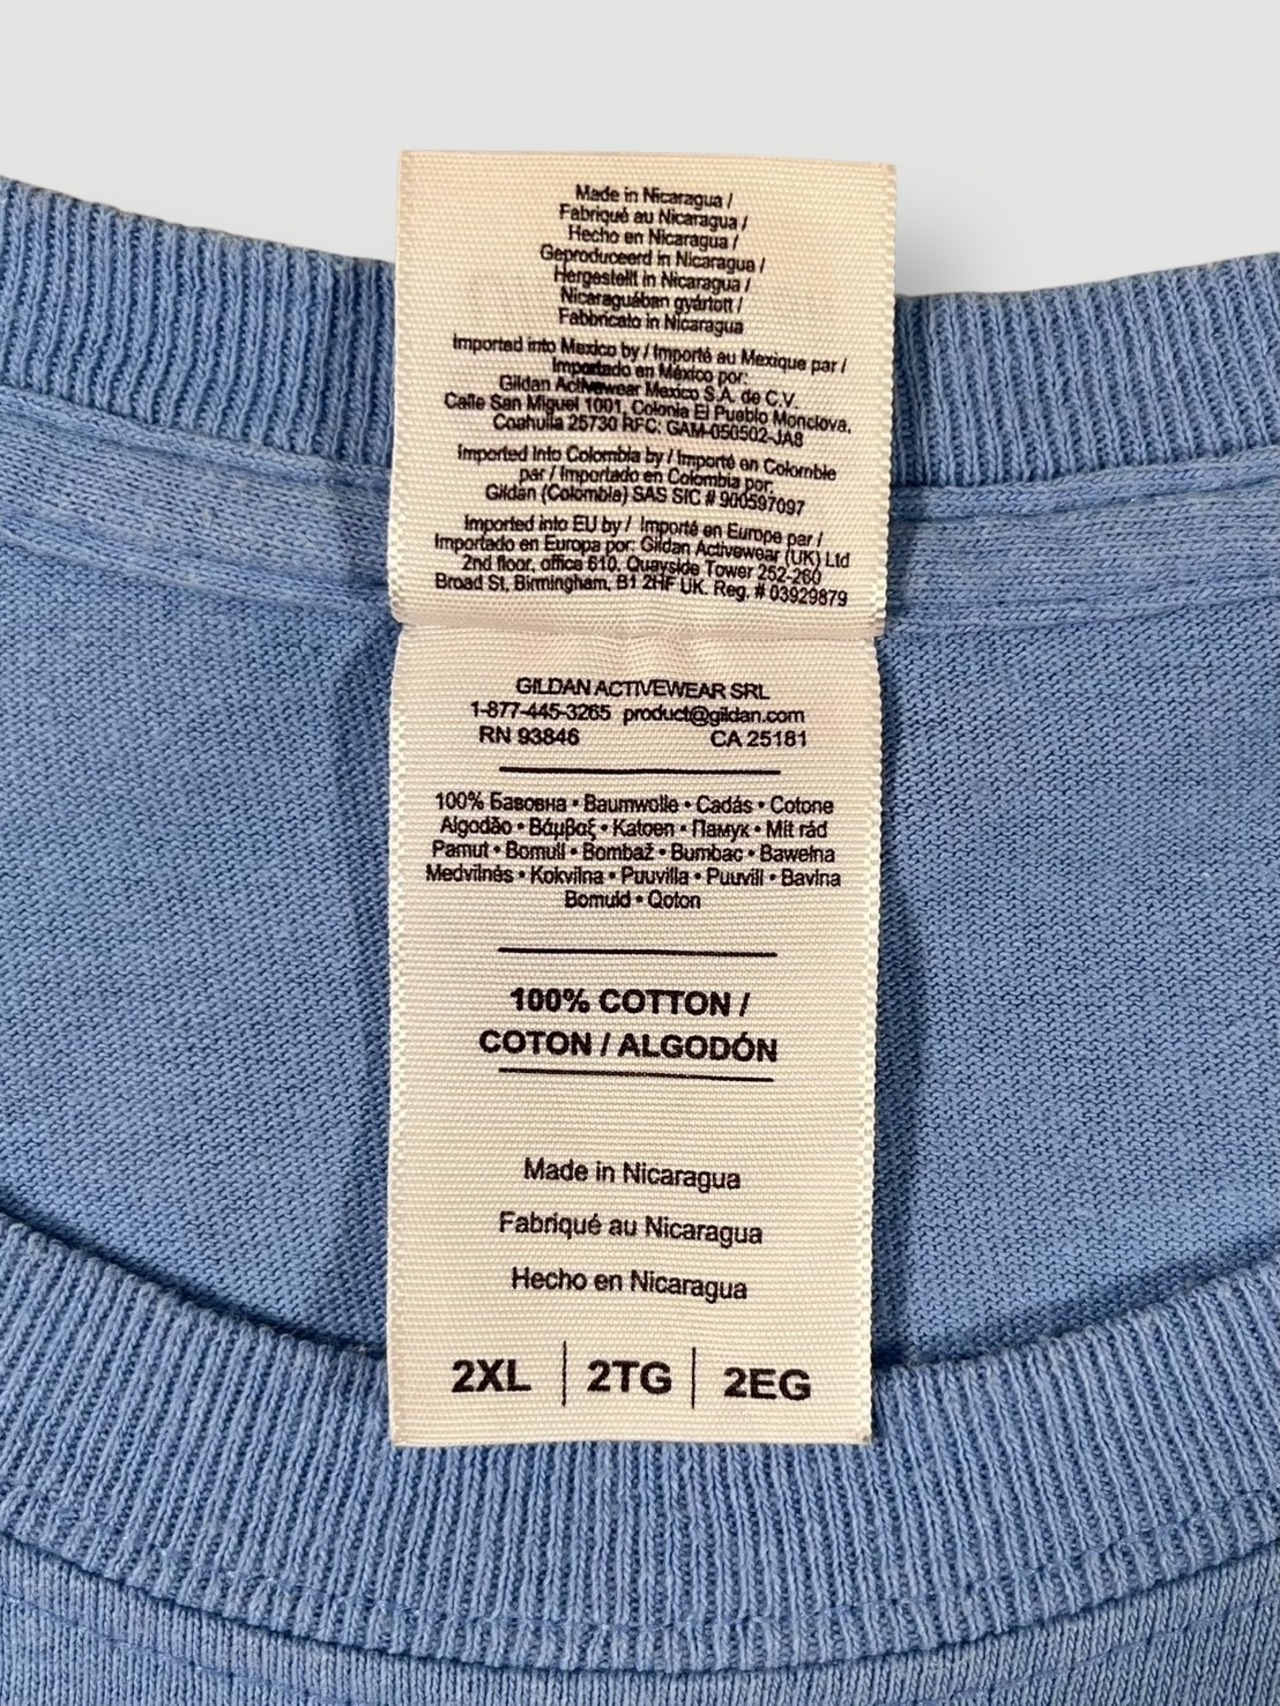 Made in Nicaragua /
Fabriqué au Nicaragua /
Hecho en Nicaragua /
Geproduceerd in Nicaragua /
Hergestellt in Nicaragua /
Nicaraguában gyártott /
Fabbricato in Nicaragua
Imported into Mexico by / Importé au Mexique par /
Importado en México por:
Gildan Activewear Mexico S.A. de C.V.
Calle San Miguel 1001, Colonia El Pueblo Monclova,
Coahuila 25730 RFC: GAM-050502-JA8
Imported Into Colombia by / Importé en Colombie
par / Importado en Colombia por:
Gildan (Colombia) SAS SIC # 900597097
Imported into EU by / Importé en Europe par /
Importado en Europa por: Gildan Activewear (UK) Ltd
2nd floor, office 610, Quayside Tower 252-260
Broad St, Birmingham, B1 2HF UK. Reg. # 03929879
GILDAN ACTIVEWEAR SRL
1-877-445-3265 product@gildan.com
RN 93846 CA 25181
100% Бавовна • Baumwolle • Cadás • Cotone
Algodão • Βάμβαξ • Katoen • Памук • Mit rád
Pamut • Bomull • Bombaž • Bumbac • Bawełna
Medvilnės • Kokvilna • Puuvilla • Puuvill • Bavlna
Bomuld • Qoton
100% COTTON /
COTON / ALGODÓN
Made in Nicaragua
Fabriqué au Nicaragua
Hecho en Nicaragua
2XL | 2TG | 2EG